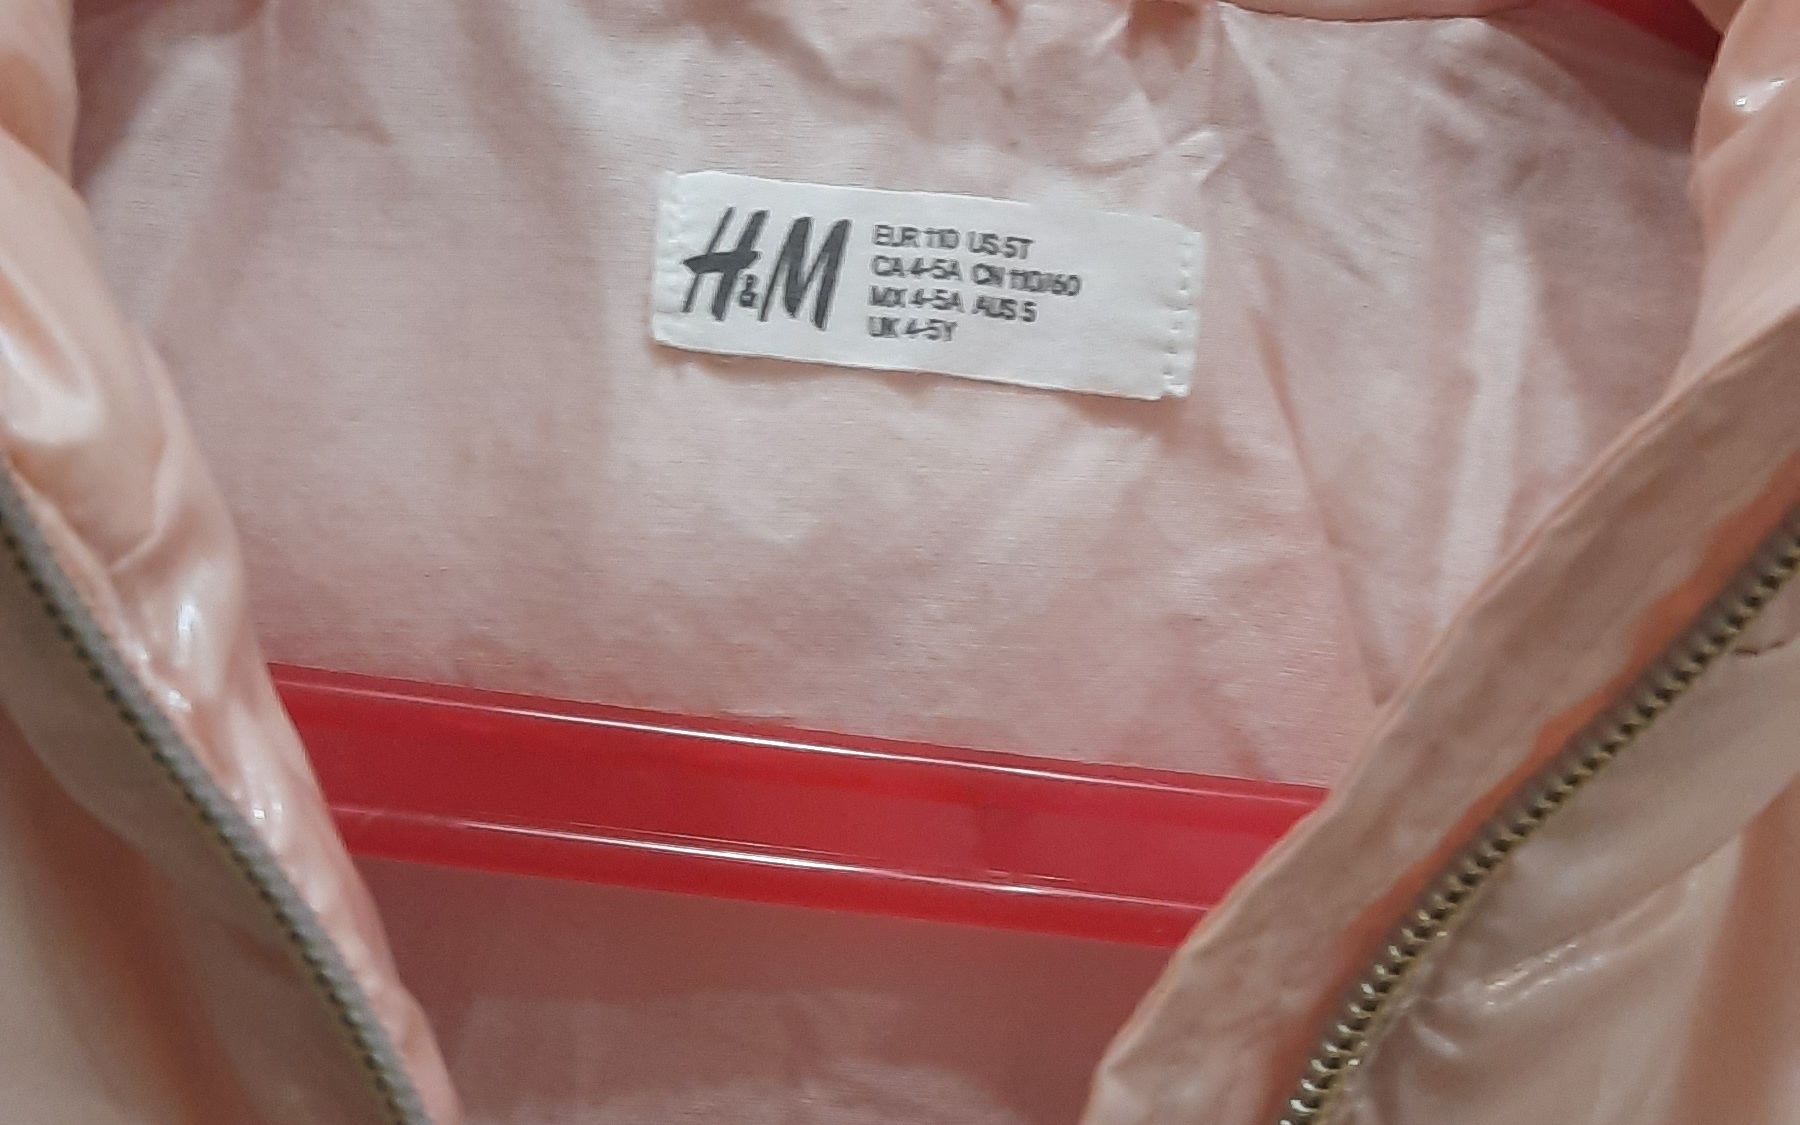 H&M
EUR 110 US 5T
CA 4-5A CN 110/60
MX 4-5A AUS 5
UK 4-5Y